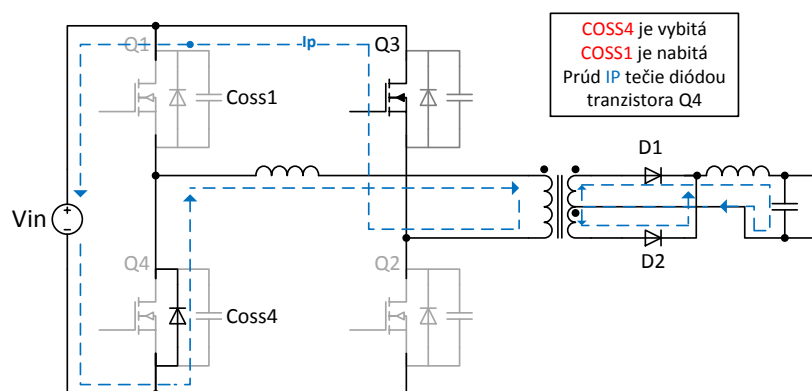 Q1
Ip
Q3
COSS4 je vybitá
COSS1 je nabitá
Prúd IP tečie diódou
tranzistora Q4
Coss1
D1
Vin
Q4
Q2
D2
Coss4